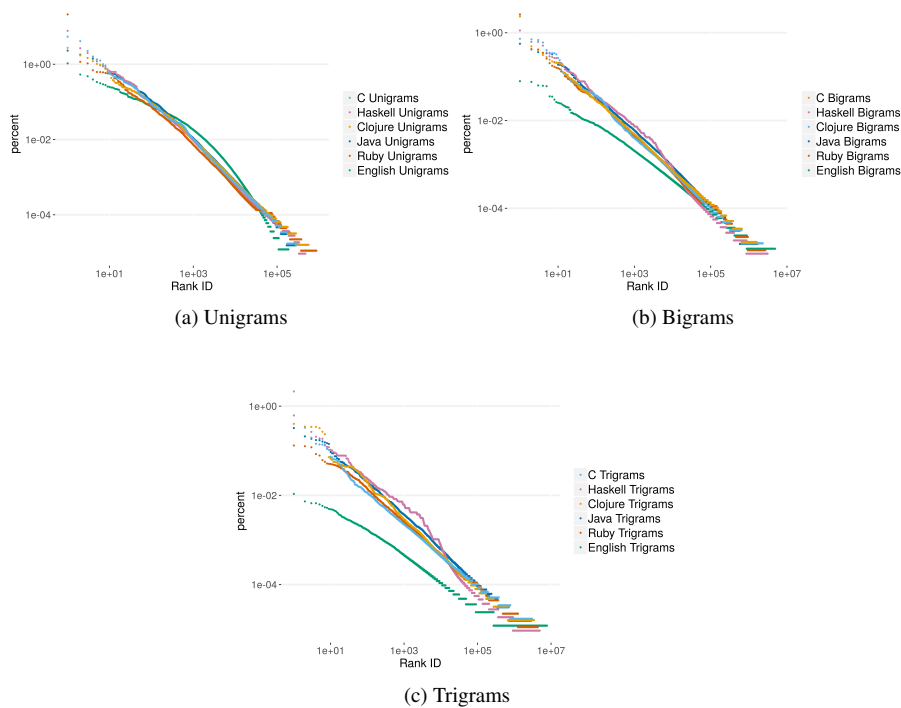 1e+00
1e-02
1e-04
percent
1e+01
1e+03
1e+05
Rank ID
C Unigrams
Haskell Unigrams
Clojure Unigrams
Java Unigrams
Ruby Unigrams
English Unigrams
(a) Unigrams
1e+00
1e-02
1e-04
percent
1e+01
1e+03
1e+05
1e+07
Rank ID
C Bigrams
Haskell Bigrams
Clojure Bigrams
Java Bigrams
Ruby Bigrams
English Bigrams
(b) Bigrams
1e+00
1e-02
1e-04
percent
1e+01
1e+03
1e+05
1e+07
Rank ID
C Trigrams
Haskell Trigrams
Clojure Trigrams
Java Trigrams
Ruby Trigrams
English Trigrams
(c) Trigrams